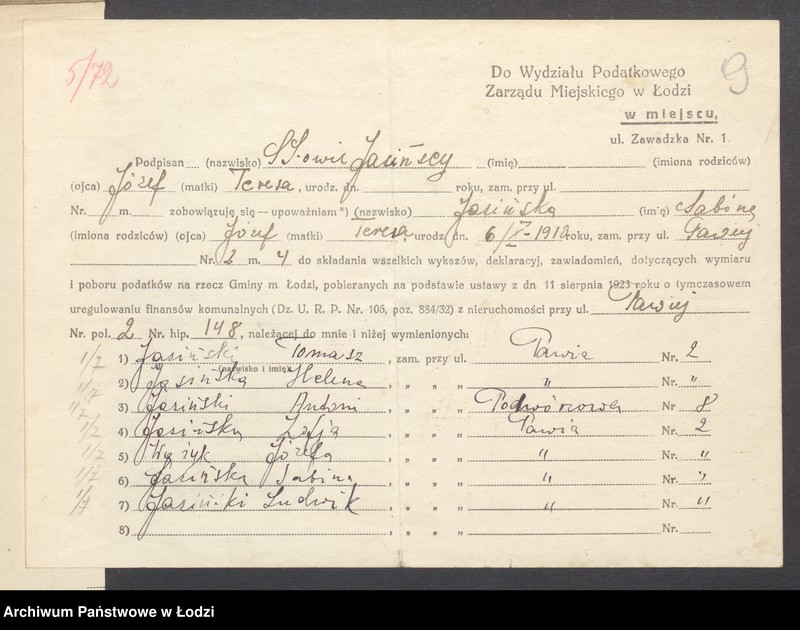 5/72
9
Do Wydziału Podatkowego
Zarządu Miejskiego w Łodzi
w miejscu,
ul. Zawadzka Nr. 1.
Podpisan (nazwisko) SS-owie Jasińscy (imię) (imiona rodziców)
(ojca) Józef (matki) Teresa, urodz. dn. roku, zam. przy ul.
Nr. m. zobowiązuję się — upoważniam *) (nazwisko) Jasińska (imię) Sabina
(imiona rodziców) (ojca) Józef (matki) Teresa, urodz. dn. 6/V-1912 roku, zam. przy ul. Pawiej
Nr. 2 m. 4 do składania wszelkich wykazów, deklaracyj, zawiadomień, dotyczących wymiaru
i poboru podatków na rzecz Gminy m. Łodzi, pobieranych na podstawie ustawy z dn. 11 sierpnia 1923 roku o tymczasowem
uregulowaniu finansów komunalnych (Dz. U. R. P. Nr. 106, poz. 884/32) z nieruchomości przy ul. Pawiej
Nr. pol. 2 Nr. hip. 148, należącej do mnie i niżej wymienionych:
1/7 1) Jasiński Tomasz, zam. przy ul. Pawia Nr. 2
(nazwisko i imię)
1/7 2) Jasińska Helena, „ „ „ " Nr. "
1/7 3) Jasiński Antoni, „ „ „ Podwórzowa Nr 8
1/7 4) Jasińska Zofja, „ „ „ Pawia Nr. 2
1/7 5) Józefa, „ „ „ " Nr. "
1/7 6) Jasińska Sabina, „ „ „ " Nr. "
1/7 7) Jasiński Ludwik, „ „ „ " Nr. "
8) , „ „ „ Nr.
Archiwum Państwowe w Łodzi